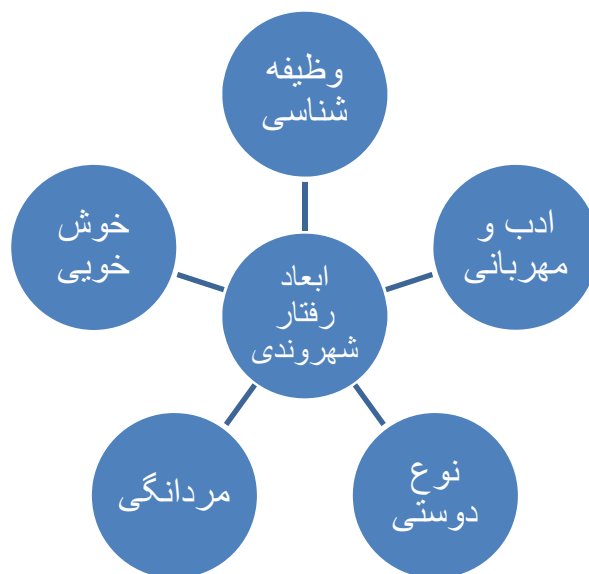 وظیفه
شناسی
ادب و
مهربانی
نوع
دوستی
مردانگی
خوش
خویی
ابعاد
رفتار
شهروندی